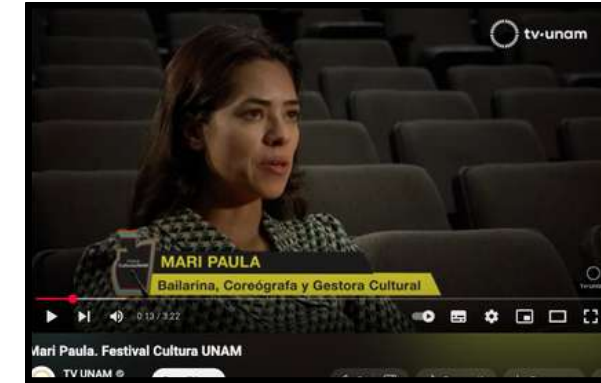 tv·unam
MARI PAULA
Bailarina, Coreógrafa y Gestora Cultural
0:13 / 3:22
Mari Paula. Festival Cultura UNAM
TV UNAM